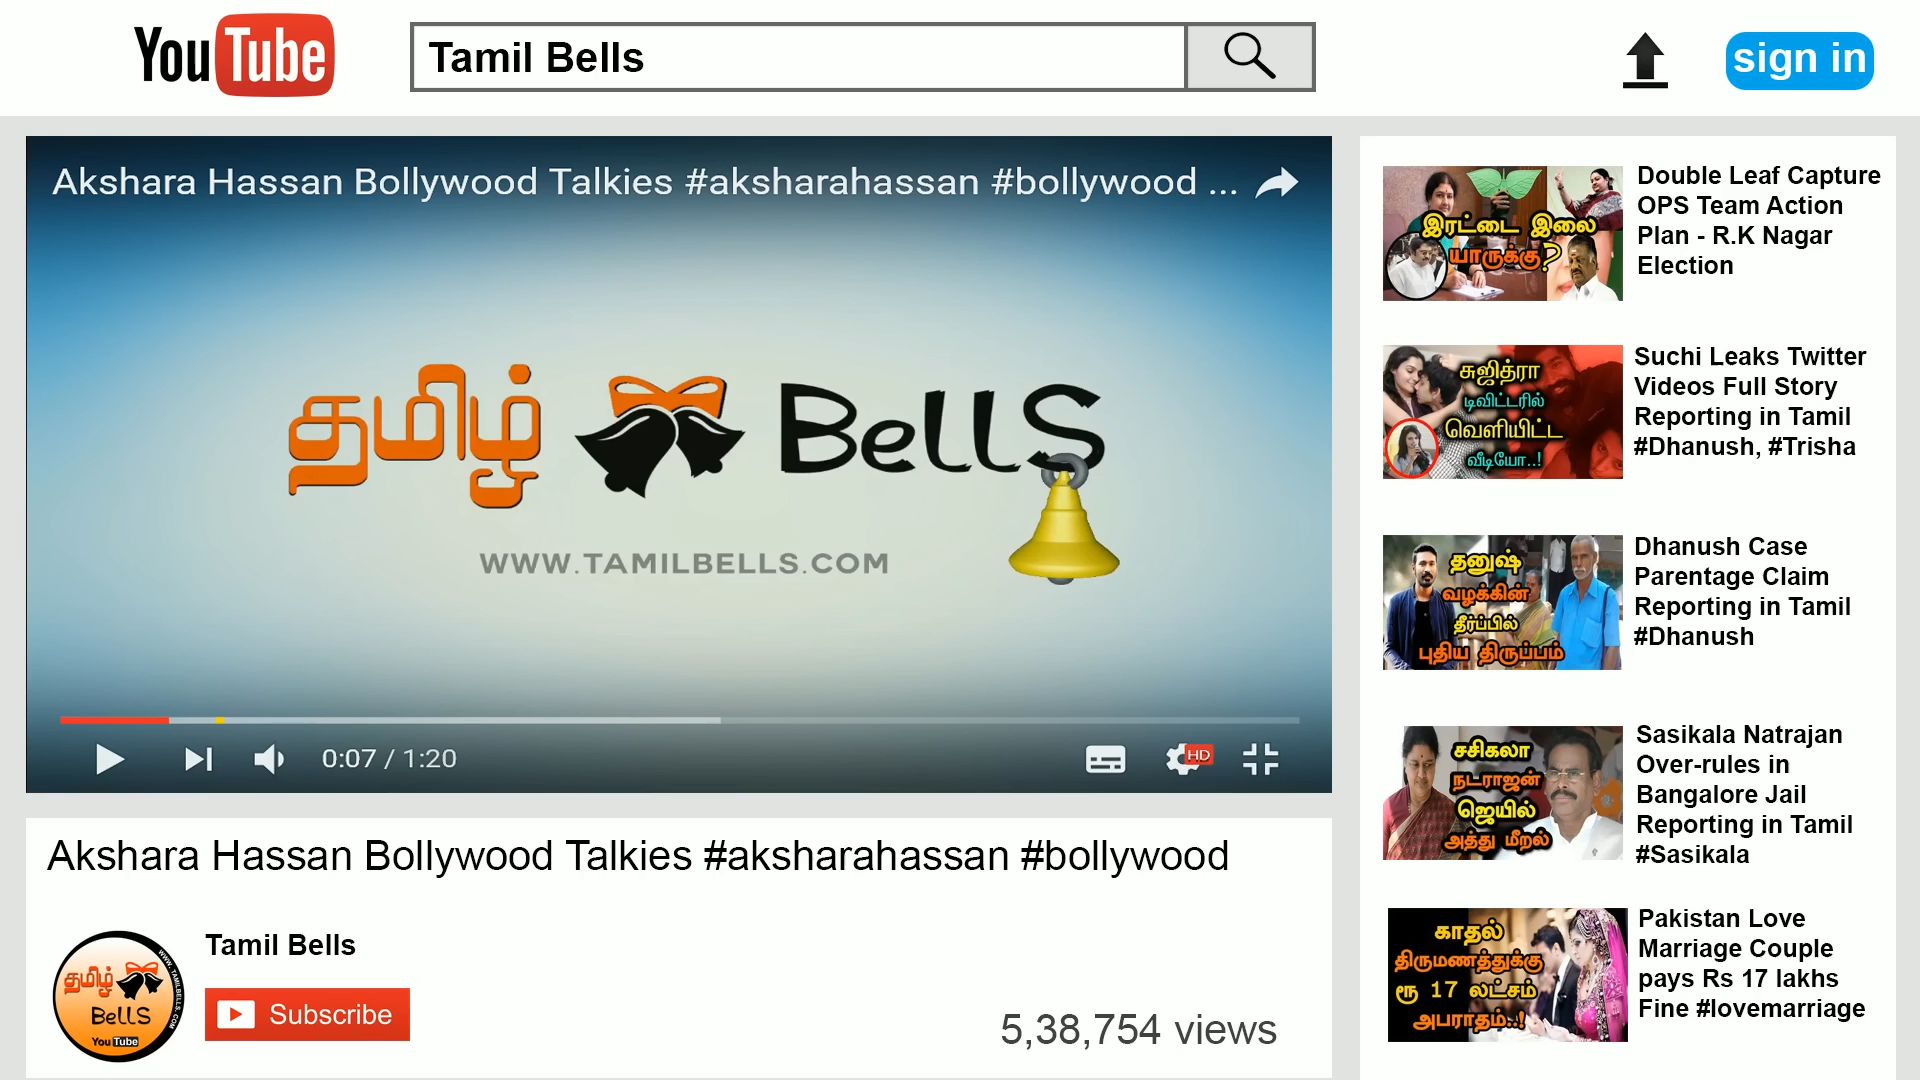 YouTube
Tamil Bells
sign in
Akshara Hassan Bollywood Talkies #aksharahassan #bollywood ...
தமிழ் BellS
WWW.TAMILBELLS.COM
0:07 / 1:20
HD
Akshara Hassan Bollywood Talkies #aksharahassan #bollywood
தமிழ்
BellS
YouTube
WWW.TAMILBELLS.COM
Tamil Bells
Subscribe
5,38,754 views
இரட்டை இலை
யாருக்கு?
Double Leaf Capture
OPS Team Action
Plan - R.K Nagar
Election
சுஜித்ரா
டிவிட்டரில்
வெளியிட்ட
வீடியோ..!
Suchi Leaks Twitter
Videos Full Story
Reporting in Tamil
#Dhanush, #Trisha
தனுஷ்
வழக்கின்
தீர்ப்பில்
புதிய திருப்பம்
Dhanush Case
Parentage Claim
Reporting in Tamil
#Dhanush
சசிகலா
நடராஜன்
ஜெயில்
அத்து மீறல்
Sasikala Natrajan
Over-rules in
Bangalore Jail
Reporting in Tamil
#Sasikala
காதல்
திருமணத்துக்கு
ரூ 17 லட்சம்
அபராதம்..!
Pakistan Love
Marriage Couple
pays Rs 17 lakhs
Fine #lovemarriage